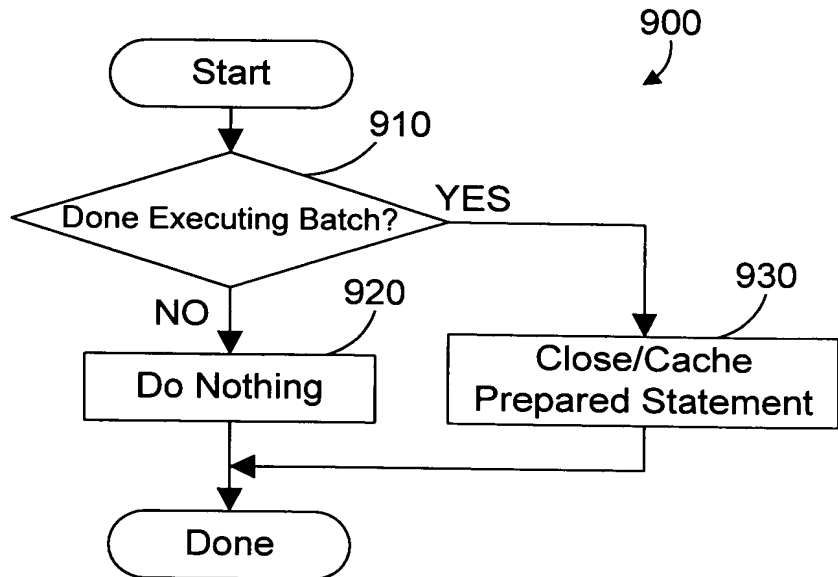 900
Start
910
Done Executing Batch?
YES
NO
920
930
Do Nothing
Close/Cache
Prepared Statement
Done